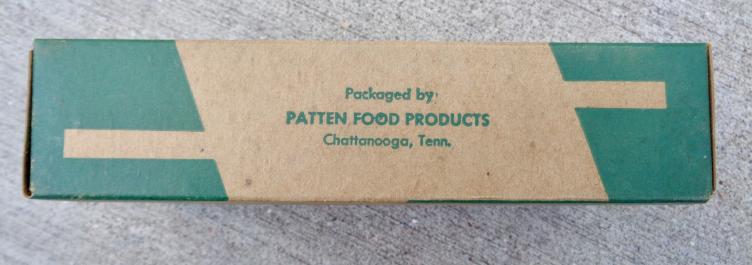 Packaged by:
PATTEN FOOD PRODUCTS
Chattanooga, Tenn.